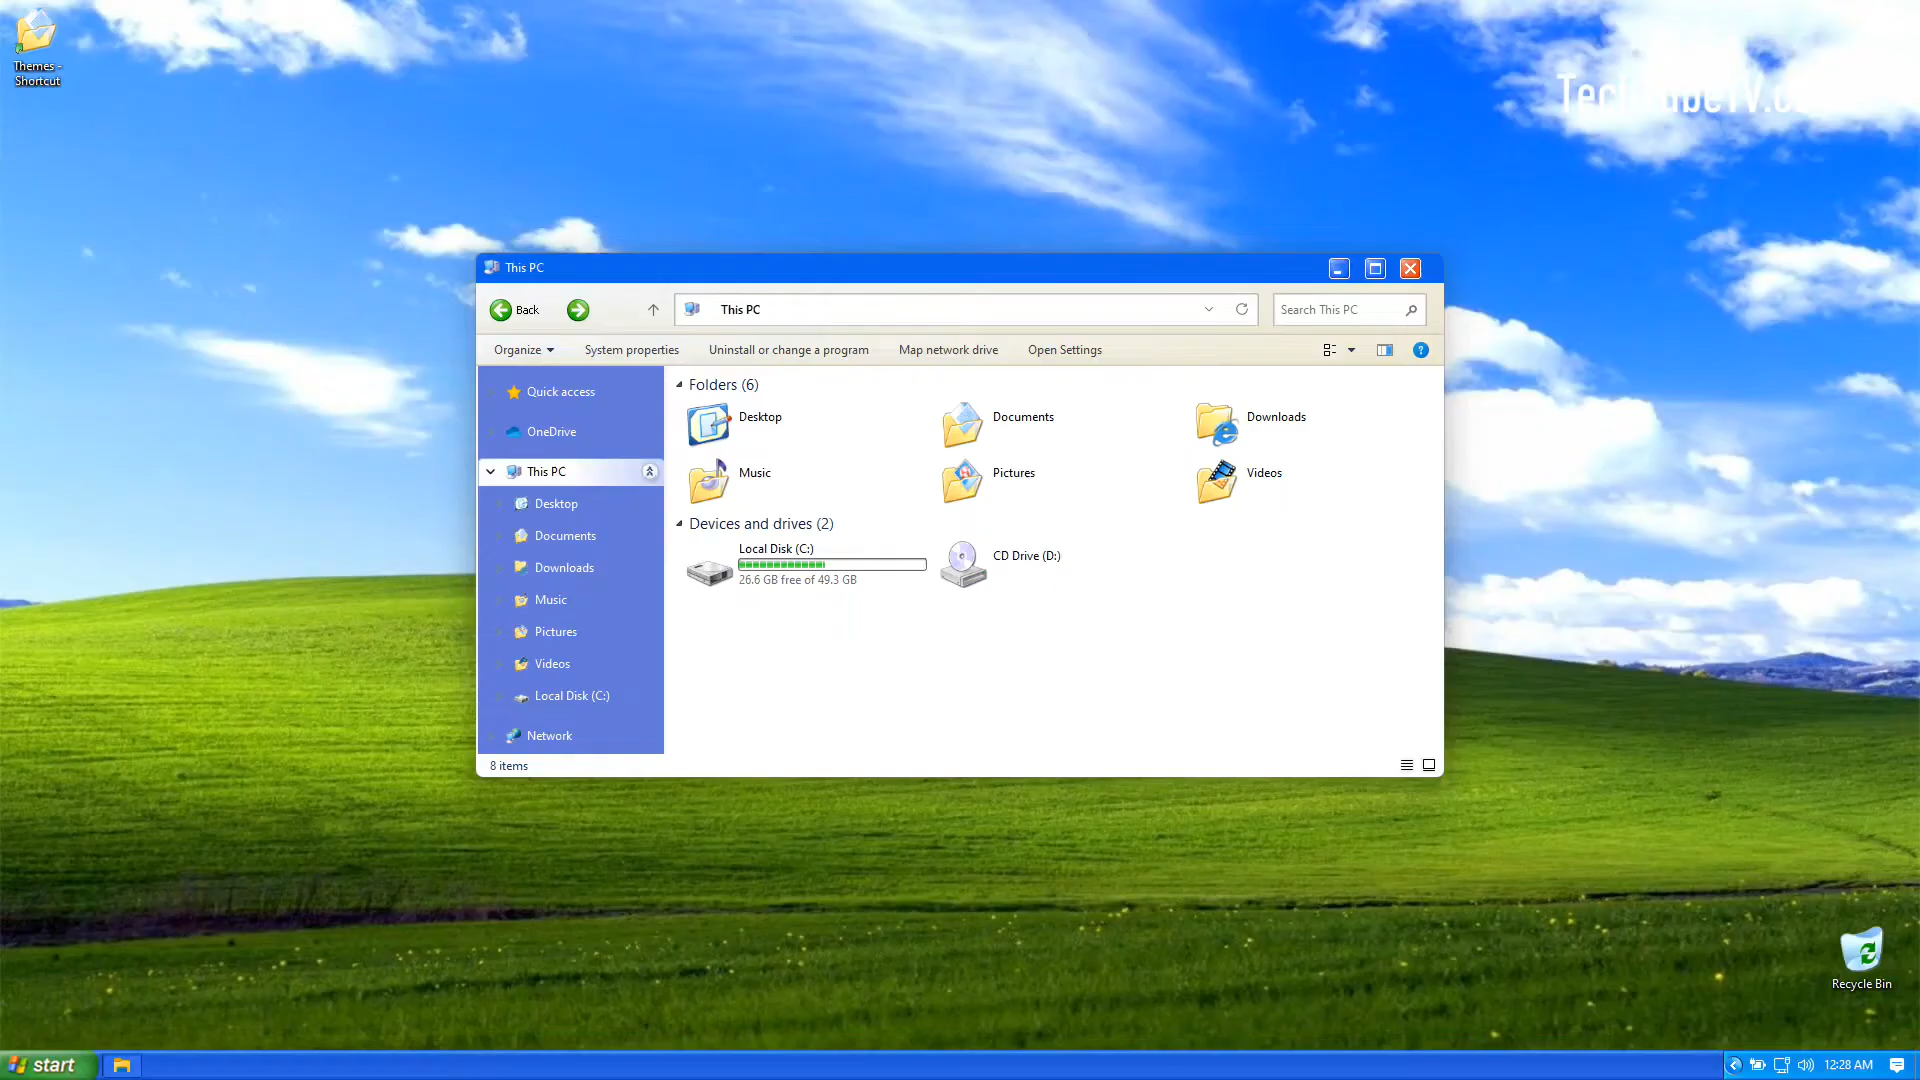 Themes -
Shortcut
This PC
Back
This PC
Search This PC
Organize
System properties
Uninstall or change a program
Map network drive
Open Settings
?
Quick access
OneDrive
This PC
Desktop
Documents
Downloads
Music
Pictures
Videos
Local Disk (C:)
Network
Folders (6)
Desktop
Documents
Downloads
Music
Pictures
Videos
Devices and drives (2)
Local Disk (C:)
26.6 GB free of 49.3 GB
CD Drive (D:)
8 items
Recycle Bin
start
12:28 AM